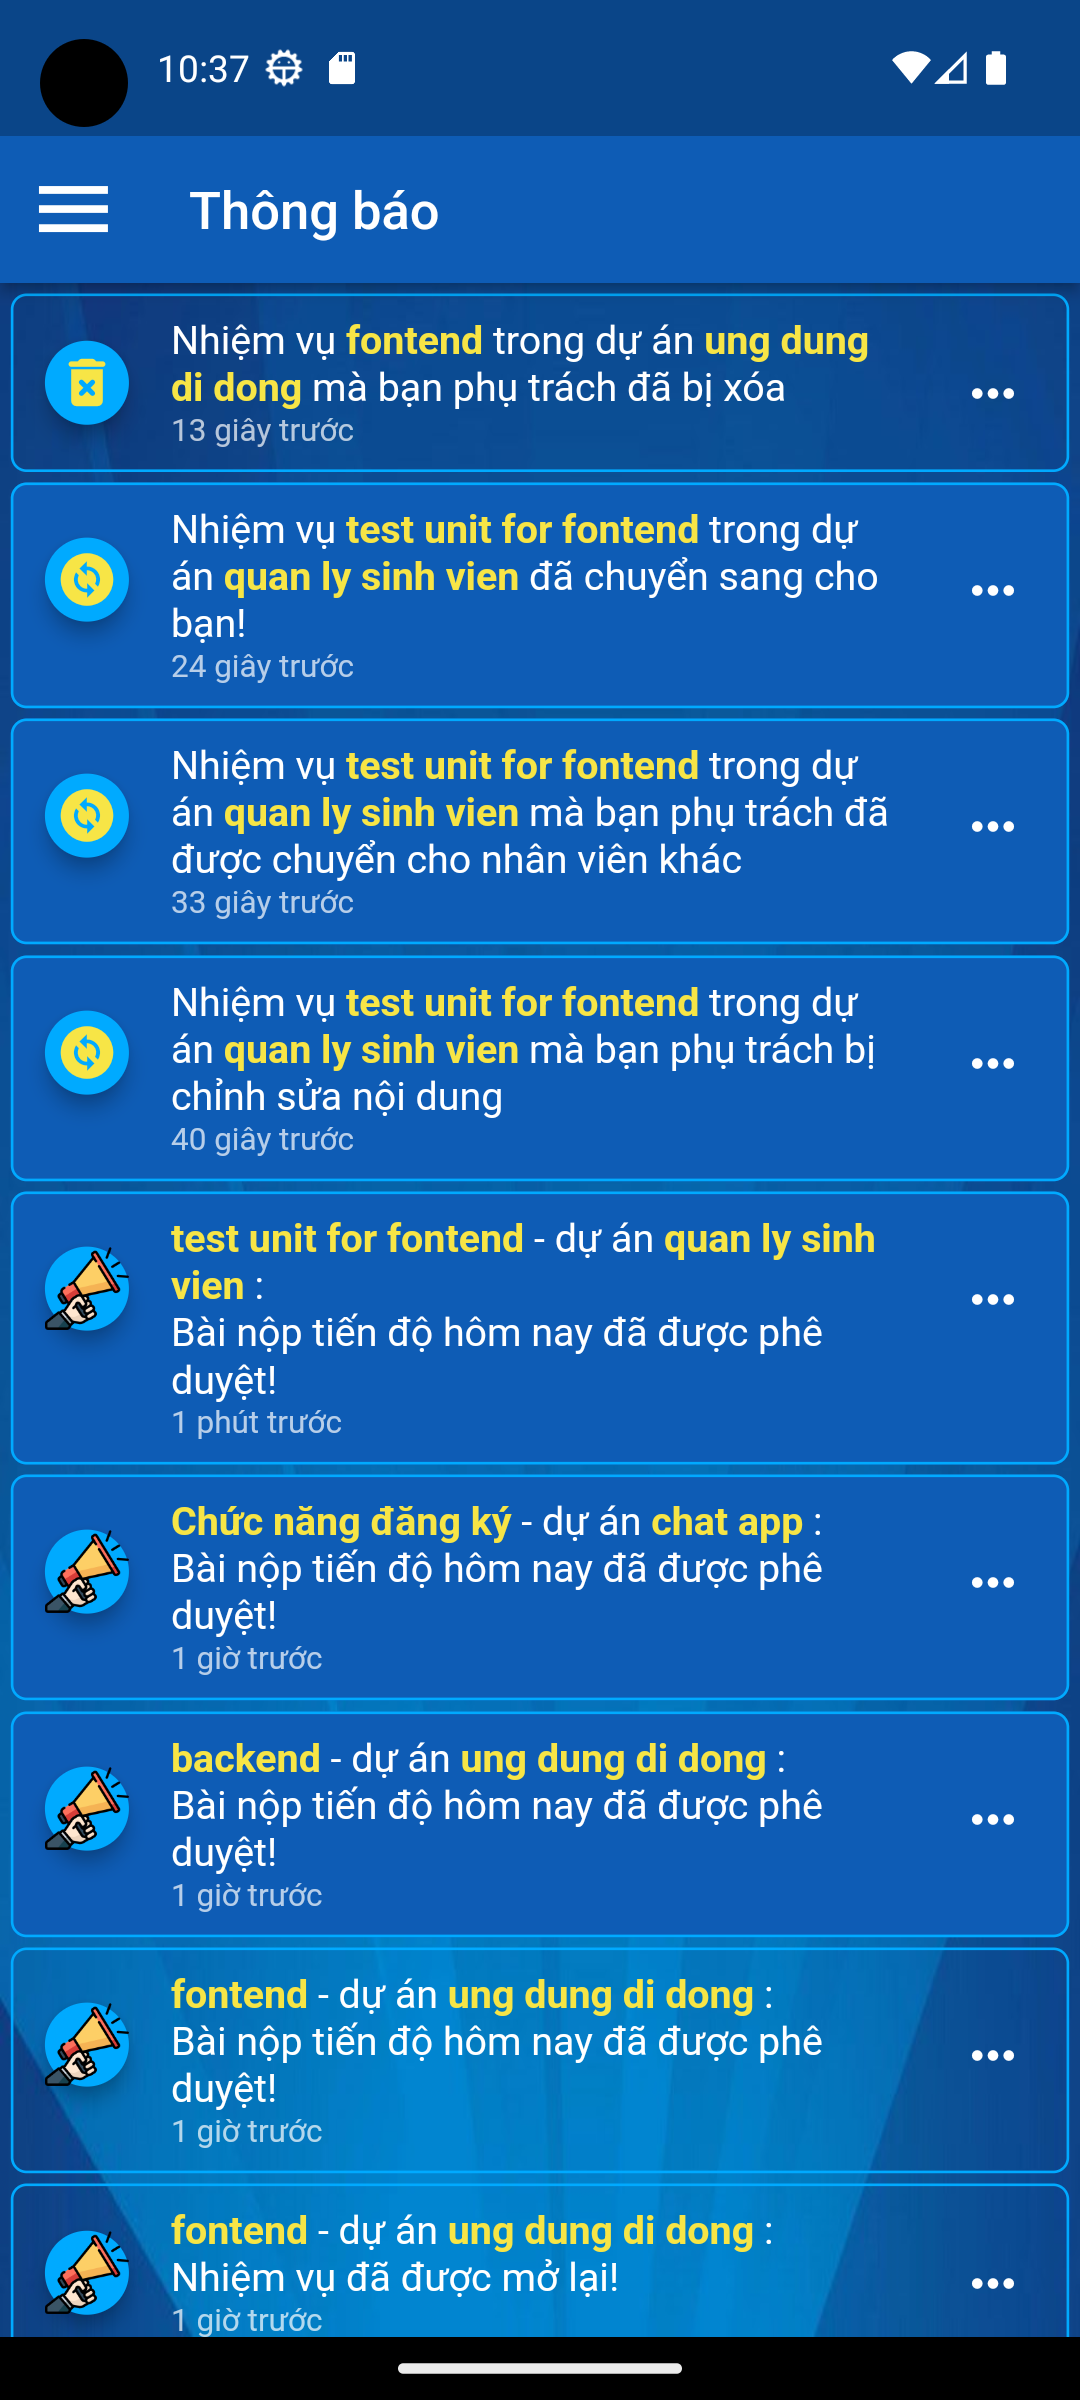 10:37
Thông báo
Nhiệm vụ fontend trong dự án ung dung
di dong mà bạn phụ trách đã bị xóa
13 giây trước
Nhiệm vụ test unit for fontend trong dự
án quan ly sinh vien đã chuyển sang cho
bạn!
24 giây trước
Nhiệm vụ test unit for fontend trong dự
án quan ly sinh vien mà bạn phụ trách đã
được chuyển cho nhân viên khác
33 giây trước
Nhiệm vụ test unit for fontend trong dự
án quan ly sinh vien mà bạn phụ trách bị
chỉnh sửa nội dung
40 giây trước
test unit for fontend - dự án quan ly sinh
vien :
Bài nộp tiến độ hôm nay đã được phê
duyệt!
1 phút trước
Chức năng đăng ký - dự án chat app :
Bài nộp tiến độ hôm nay đã được phê
duyệt!
1 giờ trước
backend - dự án ung dung di dong :
Bài nộp tiến độ hôm nay đã được phê
duyệt!
1 giờ trước
fontend - dự án ung dung di dong :
Bài nộp tiến độ hôm nay đã được phê
duyệt!
1 giờ trước
fontend - dự án ung dung di dong :
Nhiệm vụ đã được mở lại!
1 giờ trước